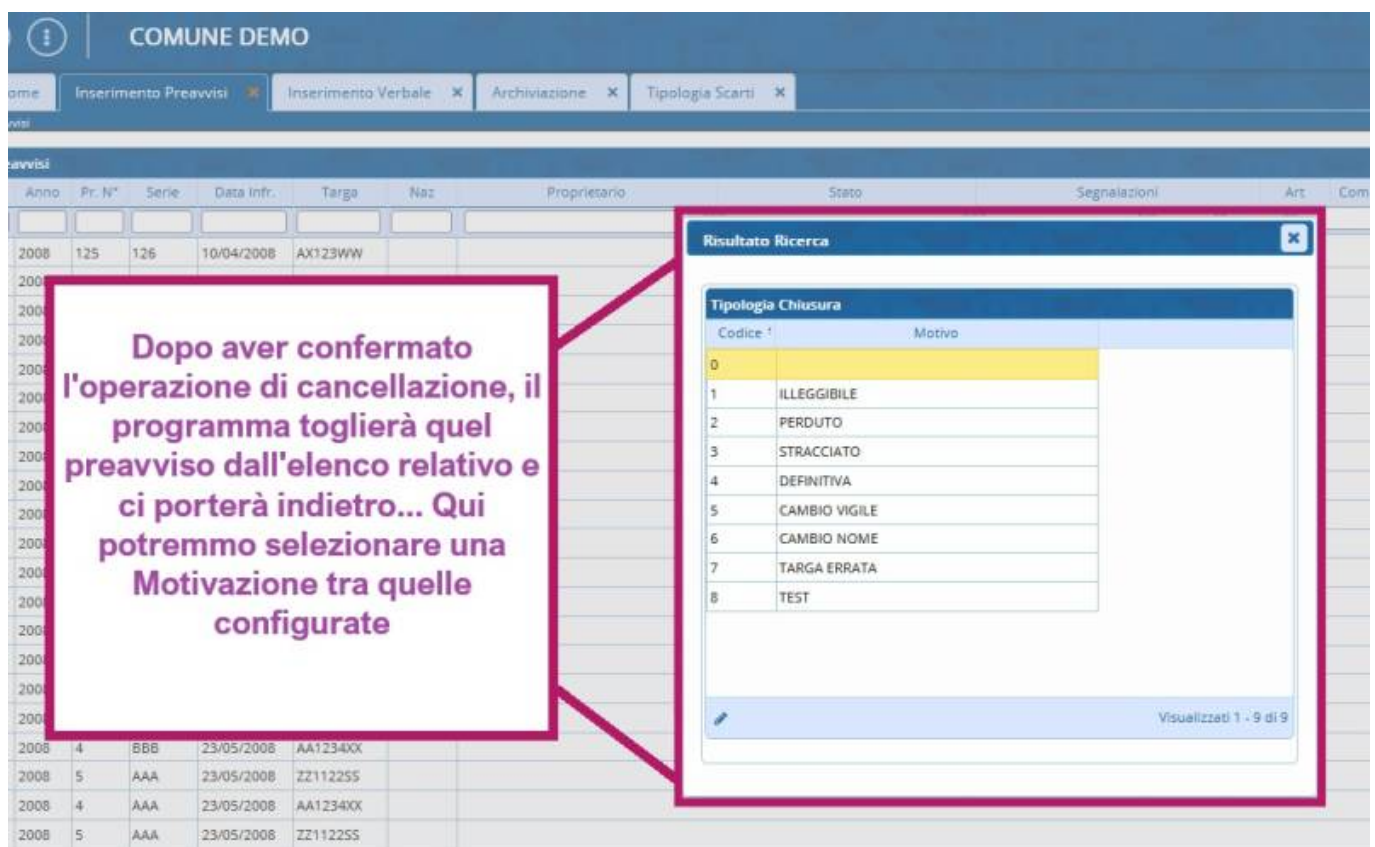 COMUNE DEMO
ome Inserimento Preavvisi × Inserimento Verbale × Archiviazione × Tipologia Scarti ×
vvisi
eavvisi
Anno Pr. N° Serie Data Infr. Targa Naz Proprietario Stato Segnalazioni Art Com
2008 125 126 10/04/2008 AX123WW
Dopo aver confermato
l'operazione di cancellazione, il
programma toglierà quel
preavviso dall'elenco relativo e
ci porterà indietro... Qui
potremmo selezionare una
Motivazione tra quelle
configurate
Risultato Ricerca
Tipologia Chiusura
Codice Motivo
0
1 ILLEGGIBILE
2 PERDUTO
3 STRACCIATO
4 DEFINITIVA
5 CAMBIO VIGILE
6 CAMBIO NOME
7 TARGA ERRATA
8 TEST
Visualizzati 1 - 9 di 9
2008 4 BBB 23/05/2008 AA1234XX
2008 5 AAA 23/05/2008 ZZ1122SS
2008 4 AAA 23/05/2008 AA1234XX
2008 5 AAA 23/05/2008 ZZ1122SS